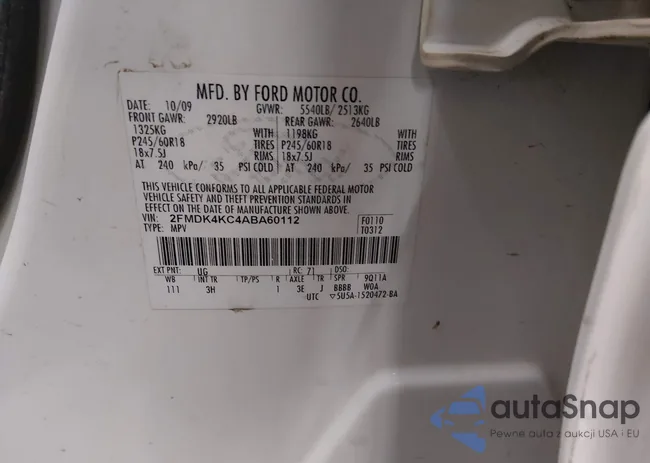 MFD. BY FORD MOTOR CO.
DATE: 10/09 GVWR: 5540LB/ 2513KG
FRONT GAWR: 2920LB REAR GAWR: 2640LB
1325KG WITH 1198KG WITH
P245/60R18 TIRES P245/60R18 TIRES
18x7.5J RIMS 18x7.5J RIMS
AT 240 kPa/ 35 PSI COLD AT 240 kPa/ 35 PSI COLD
THIS VEHICLE CONFORMS TO ALL APPLICABLE FEDERAL MOTOR
VEHICLE SAFETY AND THEFT PREVENTION STANDARDS IN
EFFECT ON THE DATE OF MANUFACTURE SHOWN ABOVE.
VIN: 2FMDK4KC4ABA60112 F0110
TYPE: MPV T0312
EXT PNT: UG RC: 71 DSO:
WB INT TR TP/PS R AXLE TR SPR 9Q11A
111 3H 1 3E J BBBB W0A
UTC ▽5U5A-1520472-BA
autaSnap
Pewne auta z aukcji USA i EU